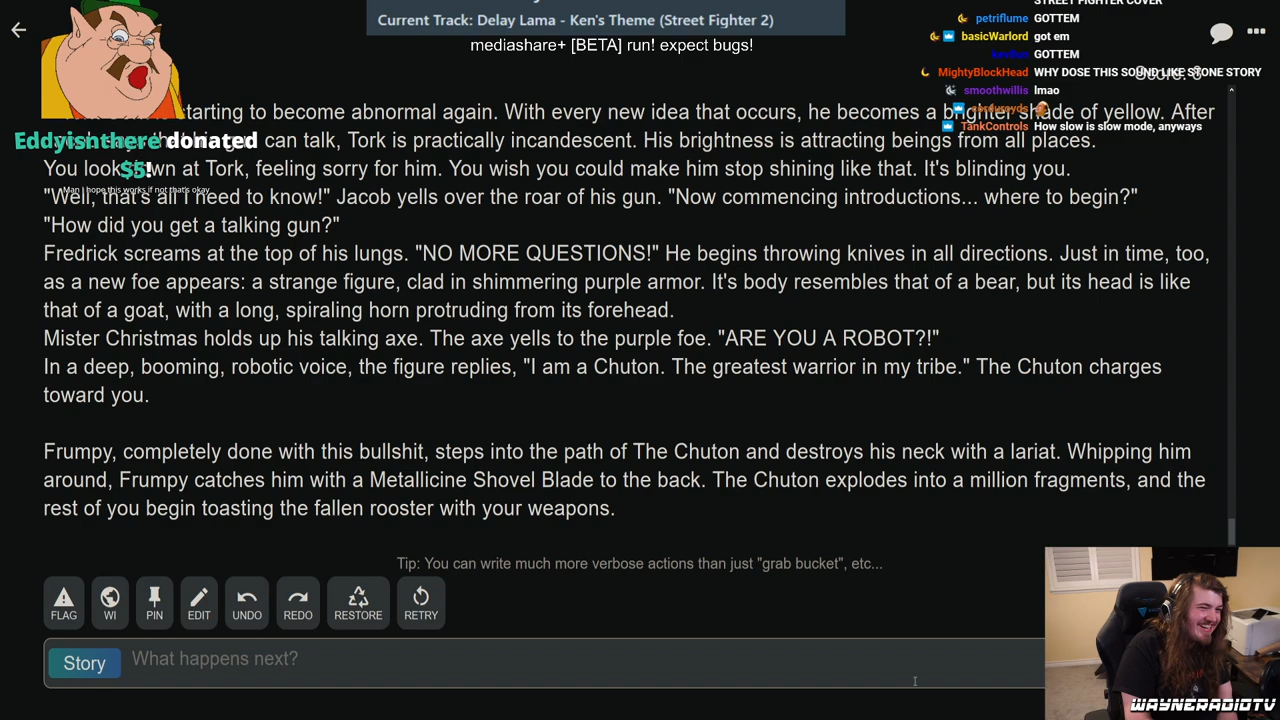 Current Track: Delay Lama - Ken's Theme (Street Fighter 2)
mediashare+ [BETA] run! expect bugs!
STREET FIGHTER COVER
petriflume GOTTEM
basicWarlord got em
GOTTEM
MightyBlockHead WHY DOSE THIS SOUND LIKE STONE STORY
smoothwillis lmao
corduroyds
TankControls How slow is slow mode, anyways
Eddyisnthere donated
$5!
Man I hope this works if not that's okay
starting to become abnormal again. With every new idea that occurs, he becomes a brighter shade of yellow. After
can talk, Tork is practically incandescent. His brightness is attracting beings from all places.
You look down at Tork, feeling sorry for him. You wish you could make him stop shining like that. It's blinding you.
"Well, that's all I need to know!" Jacob yells over the roar of his gun. "Now commencing introductions... where to begin?"
"How did you get a talking gun?"
Fredrick screams at the top of his lungs. "NO MORE QUESTIONS!" He begins throwing knives in all directions. Just in time, too,
as a new foe appears: a strange figure, clad in shimmering purple armor. It's body resembles that of a bear, but its head is like
that of a goat, with a long, spiraling horn protruding from its forehead.
Mister Christmas holds up his talking axe. The axe yells to the purple foe. "ARE YOU A ROBOT?!"
In a deep, booming, robotic voice, the figure replies, "I am a Chuton. The greatest warrior in my tribe." The Chuton charges
toward you.
Frumpy, completely done with this bullshit, steps into the path of The Chuton and destroys his neck with a lariat. Whipping him
around, Frumpy catches him with a Metallicine Shovel Blade to the back. The Chuton explodes into a million fragments, and the
rest of you begin toasting the fallen rooster with your weapons.
Tip: You can write much more verbose actions than just "grab bucket", etc...
FLAG WI PIN EDIT UNDO REDO RESTORE RETRY
Story What happens next?
WAYNERADIOTV